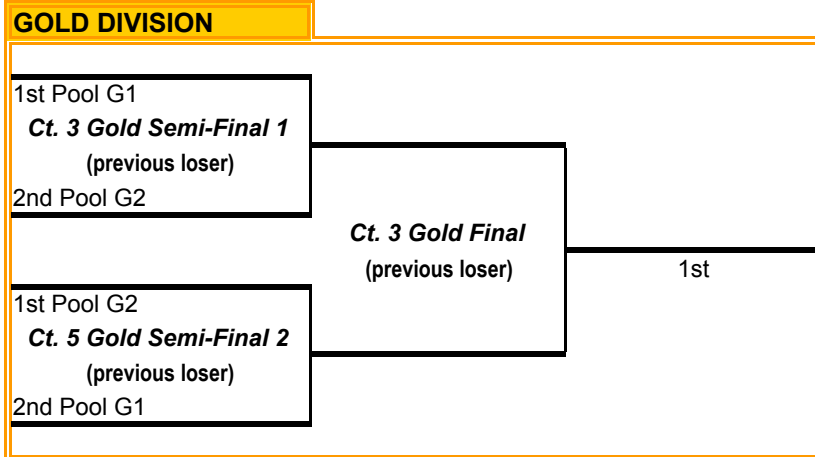 GOLD DIVISION
1st Pool G1
Ct. 3 Gold Semi-Final 1
(previous loser)
2nd Pool G2
Ct. 3 Gold Final
(previous loser)
1st
1st Pool G2
Ct. 5 Gold Semi-Final 2
(previous loser)
2nd Pool G1